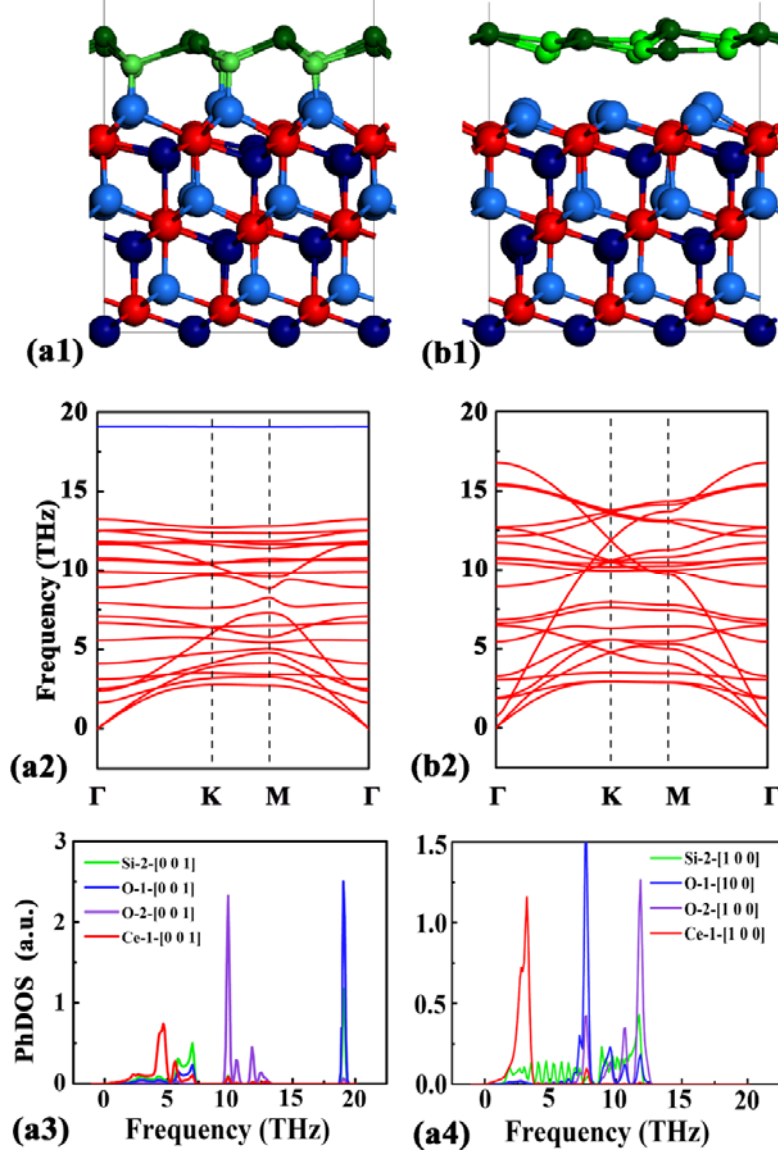 (a1)
(b1)
20
15
10
5
0
Frequency (THz)
(a2)
Γ K M Γ
20
15
10
5
0
(b2)
Γ K M Γ
3
2
1
0
PhDOS (a.u.)
Si-2-[0 0 1]
O-1-[0 0 1]
O-2-[0 0 1]
Ce-1-[0 0 1]
0 5 10 15 20
(a3)
Frequency (THz)
1.5
1.0
0.5
0.0
Si-2-[1 0 0]
O-1-[10 0]
O-2-[1 0 0]
Ce-1-[1 0 0]
0 5 10 15 20
(a4)
Frequency (THz)